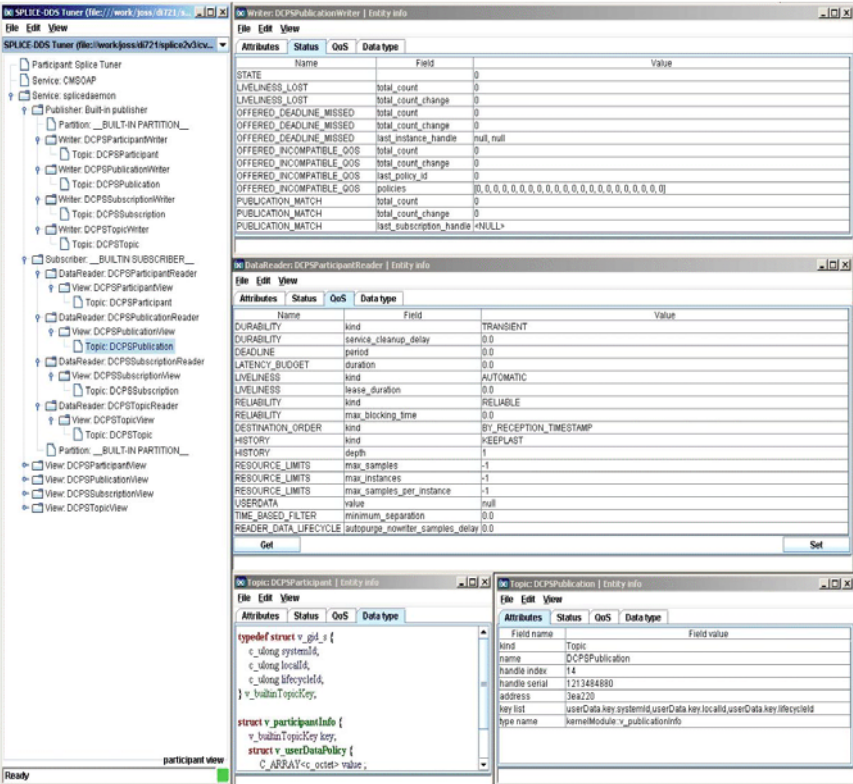 SPLICE-DDS Tuner (file:///work/joss/di721/s...
File Edit View
SPLICE-DDS Tuner (file:///work/joss/di721/splice2v3icv...
Participant: Splice Tuner
Service: CMSOAP
Service: splicedaemon
Publisher: Built-in publisher
Partition: __BUILT-IN PARTITION__
Writer: DCPSParticipantWriter
Topic: DCPSParticipant
Writer: DCPSPublicationWriter
Topic: DCPSPublication
Writer: DCPSSubscriptionWriter
Topic: DCPSSubscription
Writer: DCPSTopicWriter
Topic: DCPSTopic
Subscriber: __BUILTIN SUBSCRIBER__
DataReader: DCPSParticipantReader
View: DCPSParticipantView
Topic: DCPSParticipant
DataReader: DCPSPublicationReader
View: DCPSPublicationView
Topic: DCPSPublication
DataReader: DCPSSubscriptionReader
View: DCPSSubscriptionView
Topic: DCPSSubscription
DataReader: DCPSTopicReader
View: DCPSTopicView
Topic: DCPSTopic
Partition: __BUILT-IN PARTITION__
View: DCPSParticipantView
View: DCPSPublicationView
View: DCPSSubscriptionView
View: DCPSTopicView
participant view
Ready
Writer: DCPSPublicationWriter | Entity info
File Edit View
Attributes Status QoS Data type
Name Field Value
STATE 0
LIVELINESS_LOST total_count 0
LIVELINESS_LOST total_count_change 0
OFFERED_DEADLINE_MISSED total_count 0
OFFERED_DEADLINE_MISSED total_count_change 0
OFFERED_DEADLINE_MISSED last_instance_handle null, null
OFFERED_INCOMPATIBLE_QOS total_count 0
OFFERED_INCOMPATIBLE_QOS total_count_change 0
OFFERED_INCOMPATIBLE_QOS last_policy_id 0
OFFERED_INCOMPATIBLE_QOS policies [0, 0, 0, 0, 0, 0, 0, 0, 0, 0, 0, 0, 0, 0, 0, 0, 0, 0, 0, 0, 0, 0]
PUBLICATION_MATCH total_count 0
PUBLICATION_MATCH total_count_change 0
PUBLICATION_MATCH last_subscription_handle <NULL>
DataReader: DCPSParticipantReader | Entity info
File Edit View
Attributes Status QoS Data type
Name Field Value
DURABILITY kind TRANSIENT
DURABILITY service_cleanup_delay 0.0
DEADLINE period 0.0
LATENCY_BUDGET duration 0.0
LIVELINESS kind AUTOMATIC
LIVELINESS lease_duration 0.0
RELIABILITY kind RELIABLE
RELIABILITY max_blocking_time 0.0
DESTINATION_ORDER kind BY_RECEPTION_TIMESTAMP
HISTORY kind KEEPLAST
HISTORY depth 1
RESOURCE_LIMITS max_samples -1
RESOURCE_LIMITS max_instances -1
RESOURCE_LIMITS max_samples_per_instance -1
USERDATA value null
TIME_BASED_FILTER minimum_separation 0.0
READER_DATA_LIFECYCLE autopurge_nowriter_samples_delay 0.0
Get Set
Topic: DCPSParticipant | Entity info
File Edit View
Attributes Status QoS Data type
typedef struct v_gid_s {
c_ulong systemId;
c_ulong localId;
c_ulong lifecycleId;
} v_builtinTopicKey;
struct v_participantInfo {
v_builtinTopicKey key;
struct v_userDataPolicy {
C_ARRAY<c_octet> value ;
Topic: DCPSPublication | Entity info
File Edit View
Attributes Status QoS Data type
Field name Field value
kind Topic
name DCPSPublication
handle index 14
handle serial 1213484880
address 3ea220
key list userData.key.systemId,userData.key.localId,userData.key.lifecycleId
type name kernelModule::v_publicationInfo